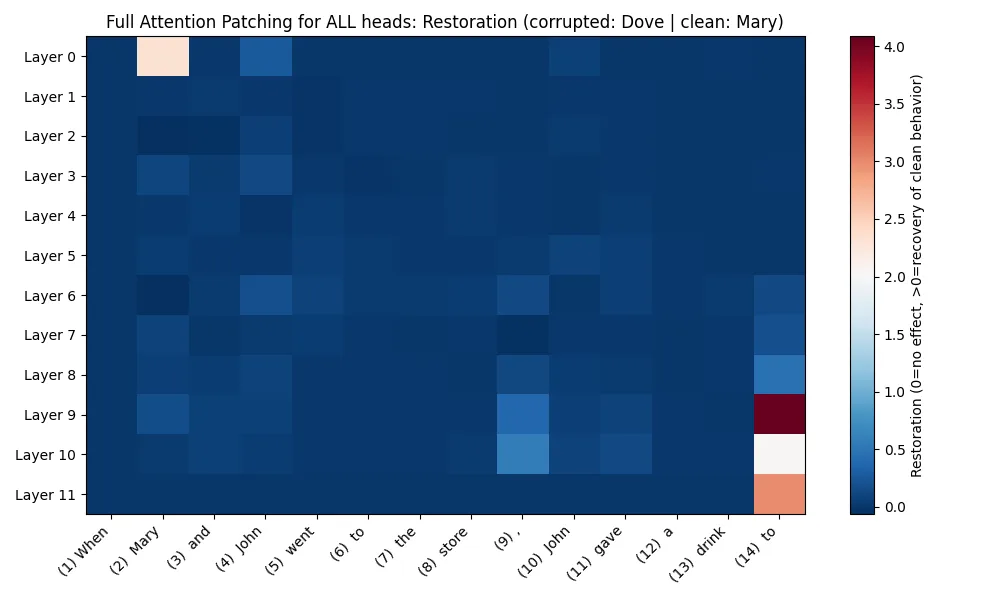 Full Attention Patching for ALL heads: Restoration (corrupted: Dove | clean: Mary)
Layer 0
Layer 1
Layer 2
Layer 3
Layer 4
Layer 5
Layer 6
Layer 7
Layer 8
Layer 9
Layer 10
Layer 11
(1) When
(2) Mary
(3) and
(4) John
(5) went
(6) to
(7) the
(8) store
(9) ,
(10) John
(11) gave
(12) a
(13) drink
(14) to
4.0
3.5
3.0
2.5
2.0
1.5
1.0
0.5
0.0
Restoration (0=no effect, >0=recovery of clean behavior)